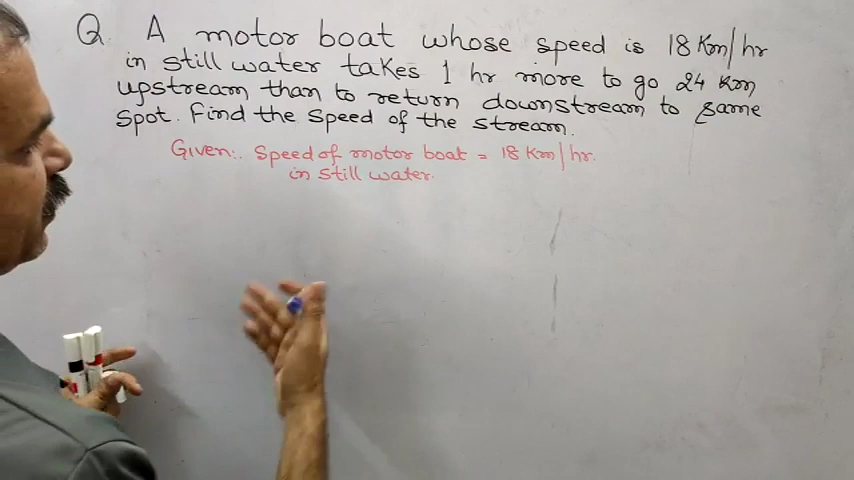 Q. A motor boat whose speed is 18 Km/hr
in still water takes 1 hr more to go 24 Km
upstream than to return downstream to same
spot. Find the speed of the stream.
Given:. Speed of motor boat = 18 Km/hr.
in still water.